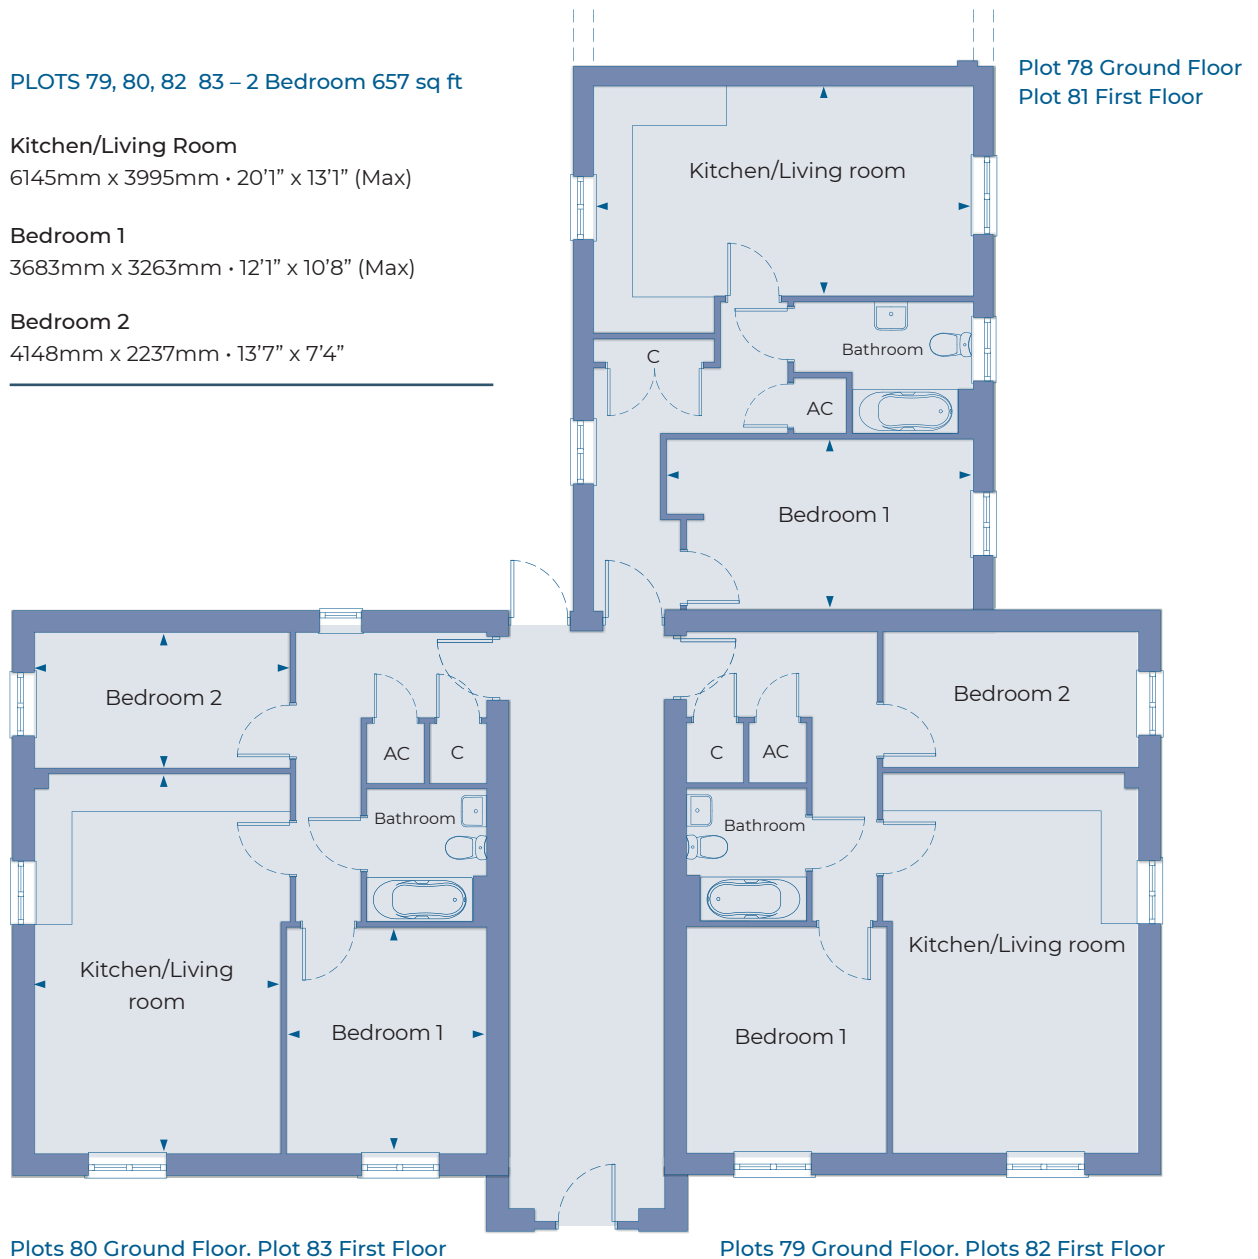 PLOTS 79, 80, 82  83 – 2 Bedroom 657 sq ft
Kitchen/Living Room
6145mm x 3995mm • 20’1” x 13’1” (Max)
Bedroom 1
3683mm x 3263mm • 12’1” x 10’8” (Max)
Bedroom 2
4148mm x 2237mm • 13’7” x 7’4”
Plot 78 Ground Floor
Plot 81 First Floor
Kitchen/Living room
C
Bathroom
AC
Bedroom 1
Bedroom 2
AC
C
Bathroom
Kitchen/Living
room
Bedroom 1
C
AC
Bedroom 2
Bathroom
Kitchen/Living room
Bedroom 1
Plots 80 Ground Floor. Plot 83 First Floor
Plots 79 Ground Floor. Plots 82 First Floor